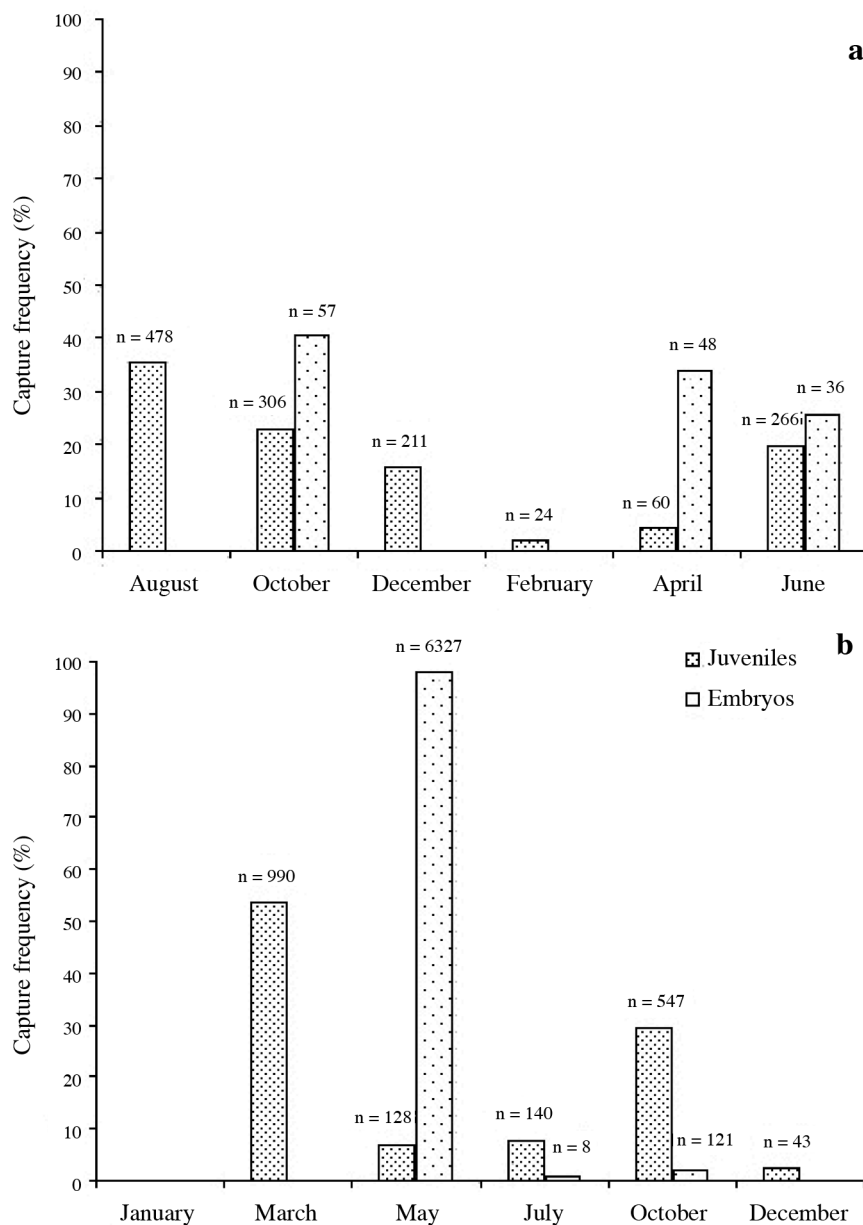 a
Capture frequency (%)
100
90
80
70
60
50
40
30
20
10
0
n = 478
n = 306
n = 57
n = 211
n = 24
n = 60
n = 48
n = 266
n = 36
August October December February April June
b
Juveniles
Embryos
Capture frequency (%)
100
90
80
70
60
50
40
30
20
10
0
n = 990
n = 128
n = 6327
n = 140
n = 8
n = 547
n = 121
n = 43
January March May July October December